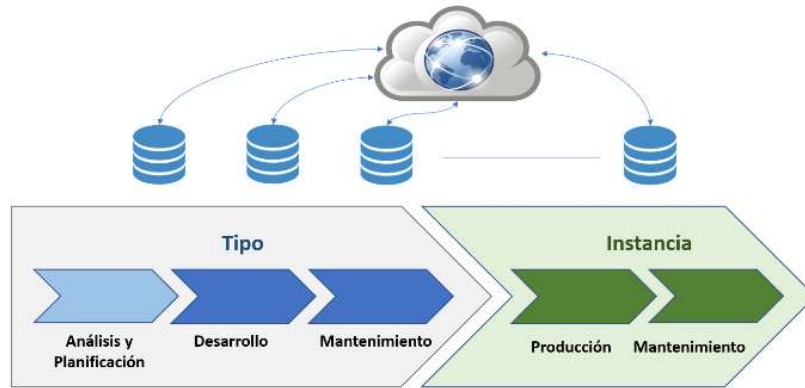 Tipo
Instancia
Análisis y
Planificación
Desarrollo
Mantenimiento
Producción
Mantenimiento